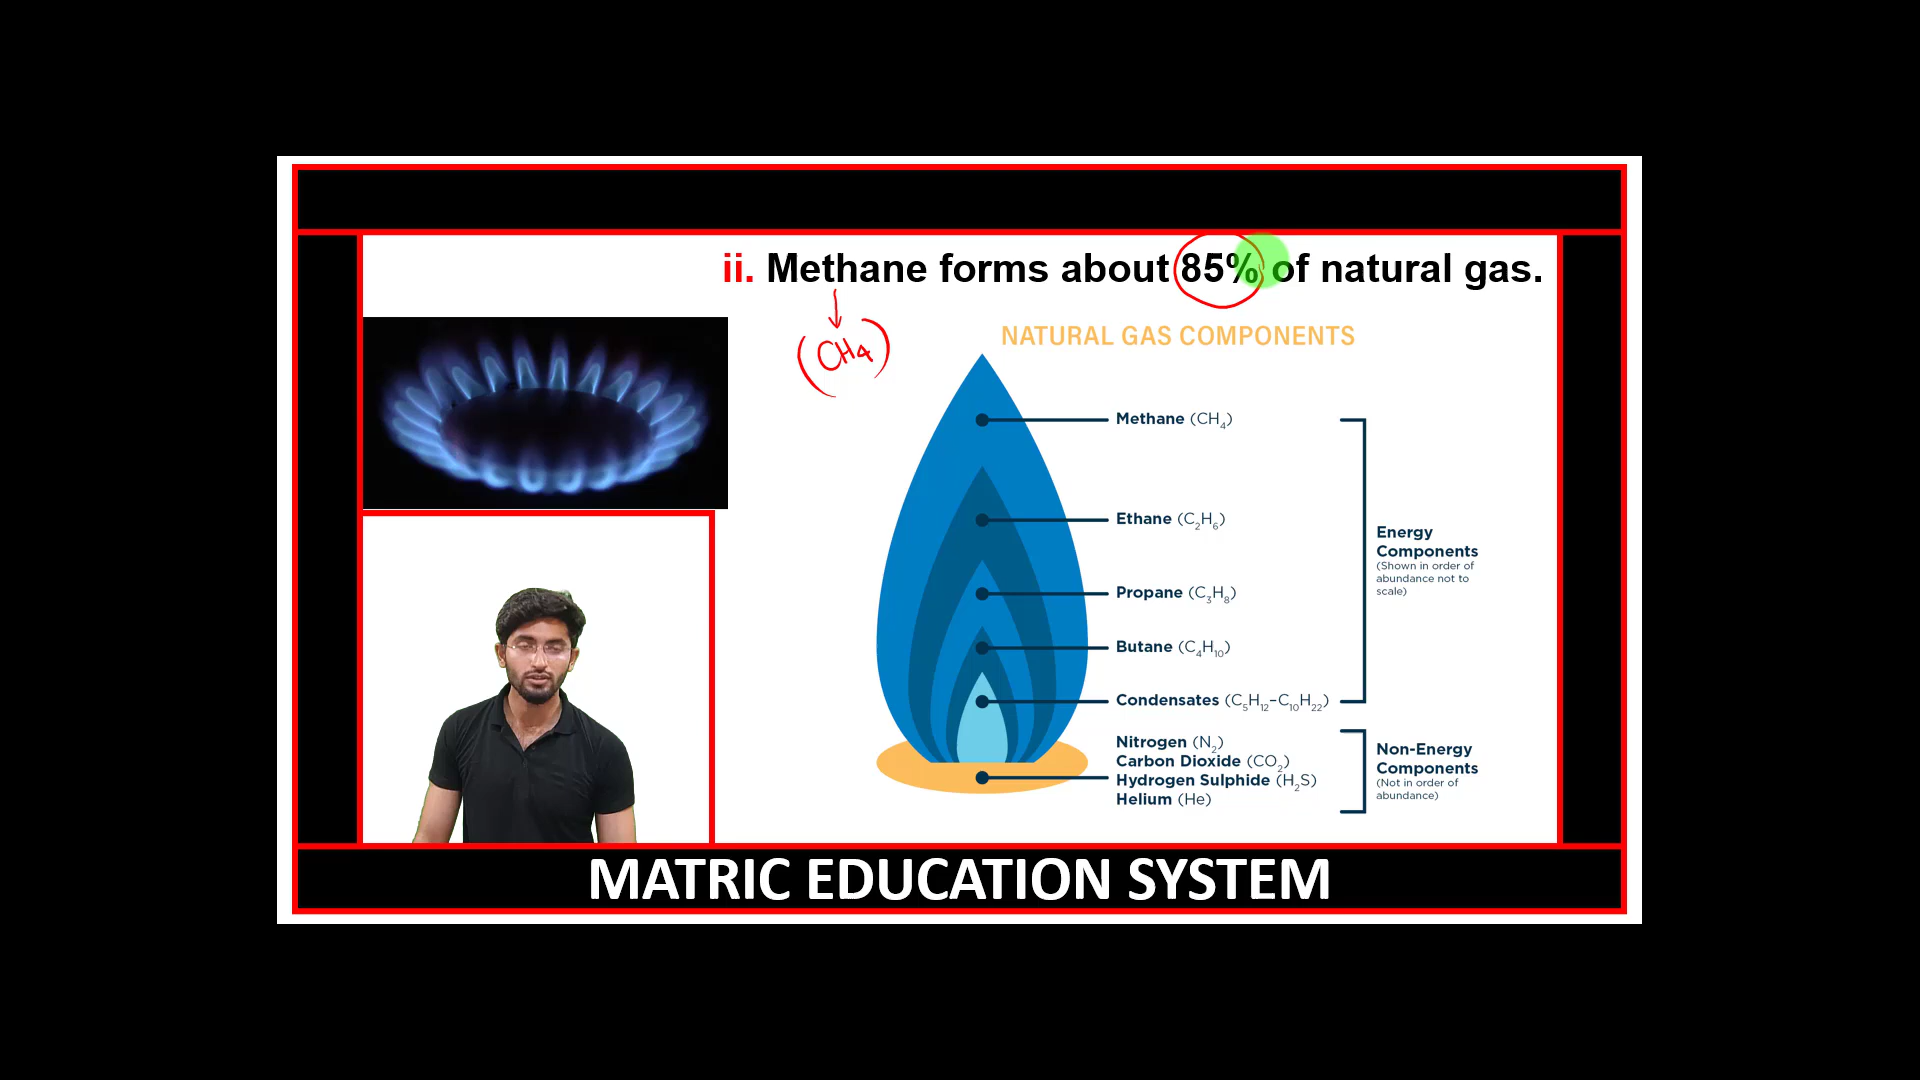 ii. Methane forms about 85% of natural gas.
(CH4)
NATURAL GAS COMPONENTS
Methane (CH₄)
Ethane (C₂H₆)
Propane (C₃H₈)
Butane (C₄H₁₀)
Condensates (C₅H₁₂–C₁₀H₂₂)
Energy
Components
(Shown in order of
abundance not to
scale)
Nitrogen (N₂)
Carbon Dioxide (CO₂)
Hydrogen Sulphide (H₂S)
Helium (He)
Non-Energy
Components
(Not in order of
abundance)
MATRIC EDUCATION SYSTEM